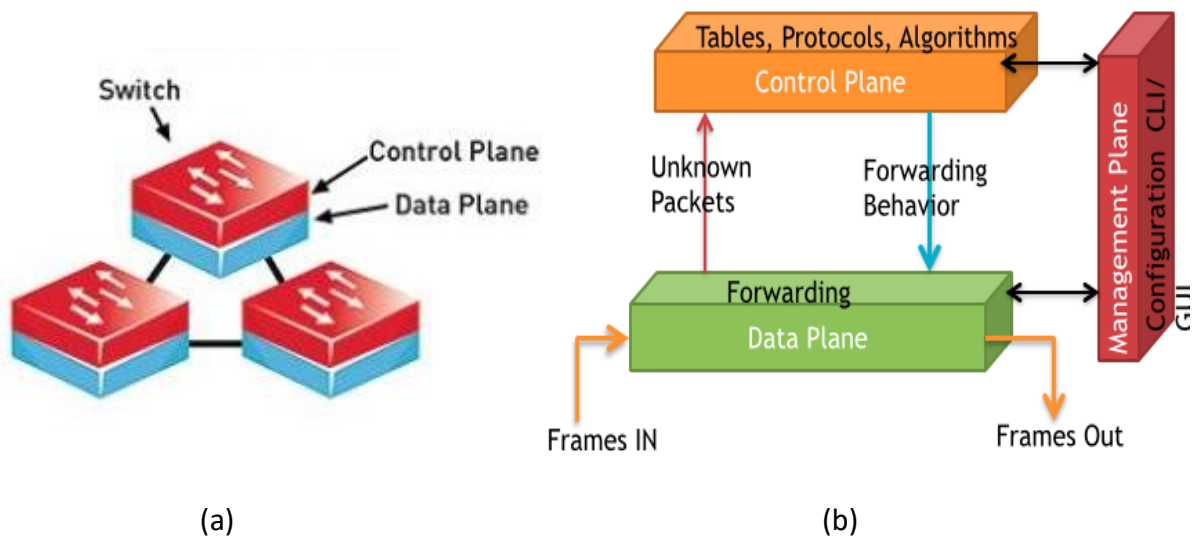 Switch
Control Plane
Data Plane
(a)
Tables, Protocols, Algorithms
Control Plane
Unknown
Packets
Forwarding
Behavior
Forwarding
Data Plane
Frames IN
Frames Out
Management Plane
Configuration CLI/
GUI
(b)